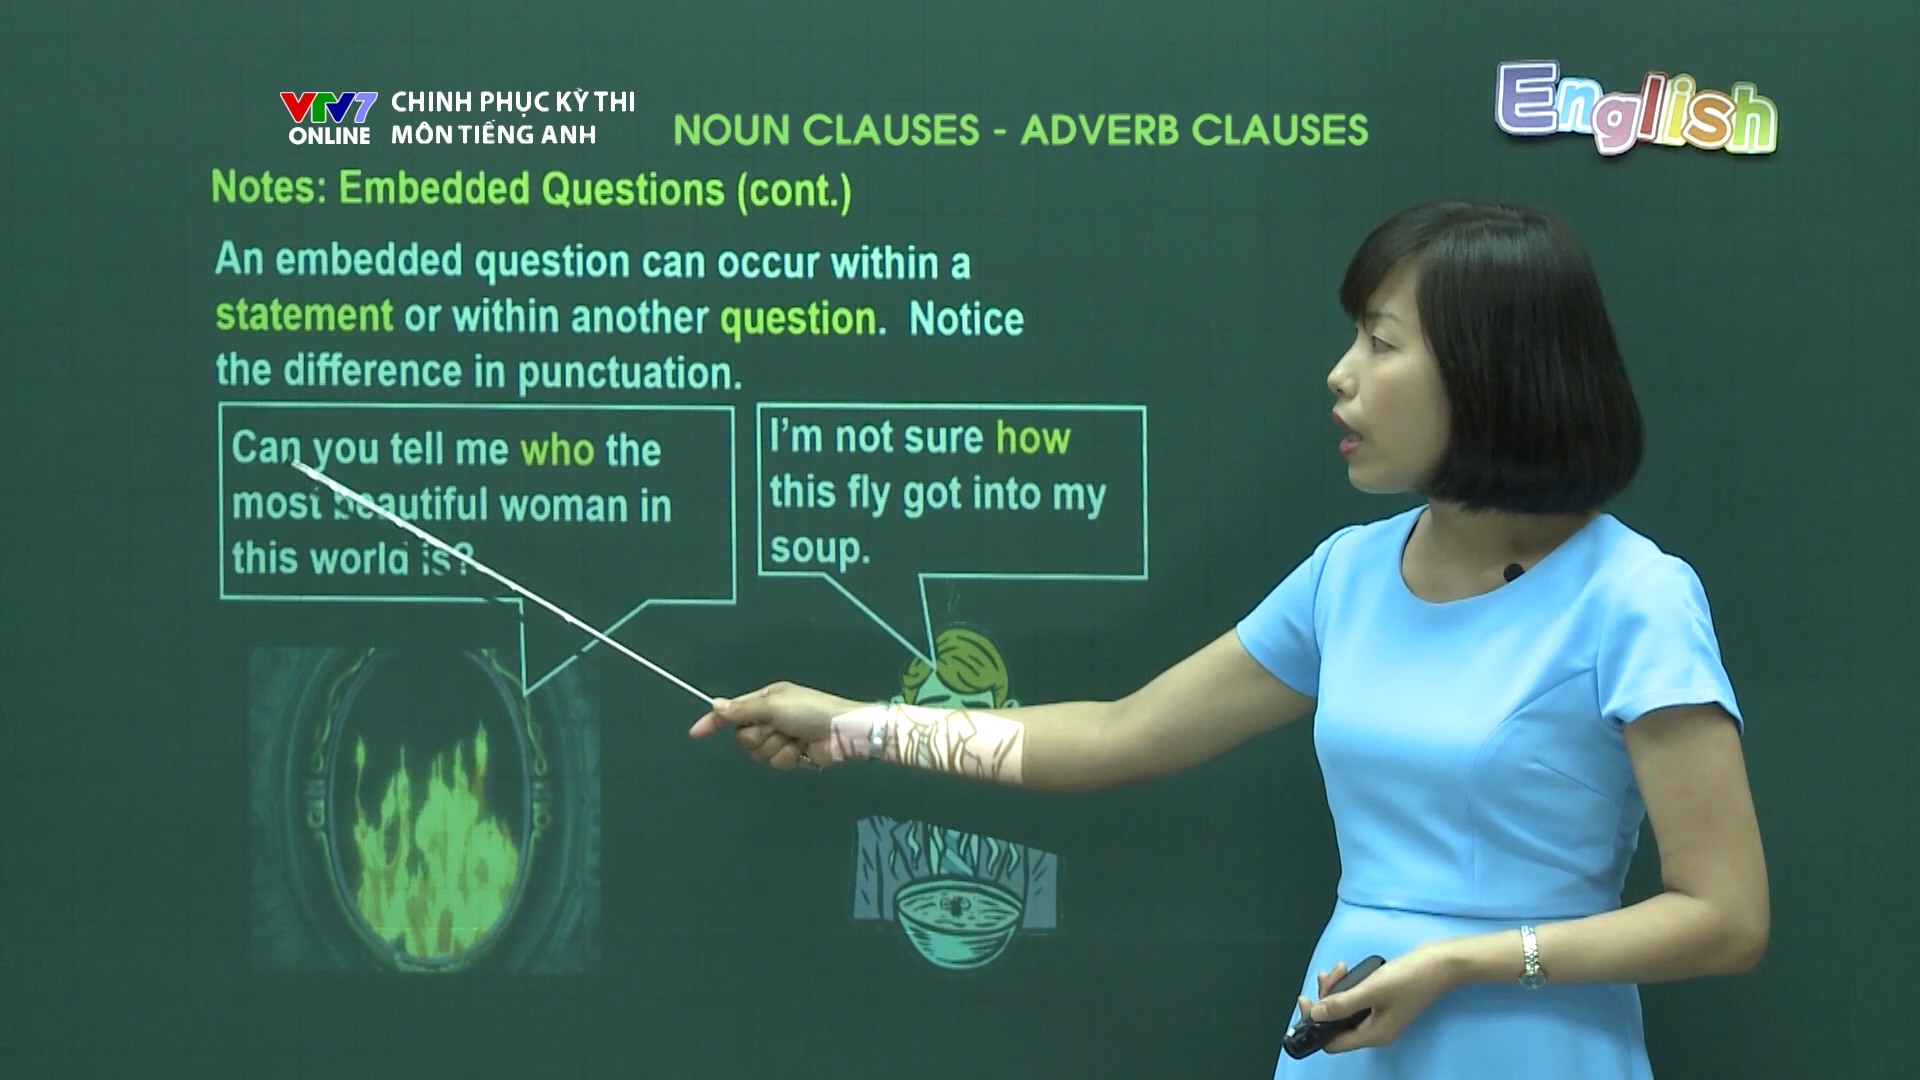 VTV7
ONLINE
CHINH PHỤC KỲ THI
MÔN TIẾNG ANH
NOUN CLAUSES - ADVERB CLAUSES
English
Notes: Embedded Questions (cont.)
An embedded question can occur within a
statement or within another question. Notice
the difference in punctuation.
Can you tell me who the
most beautiful woman in
this world is?
I'm not sure how
this fly got into my
soup.